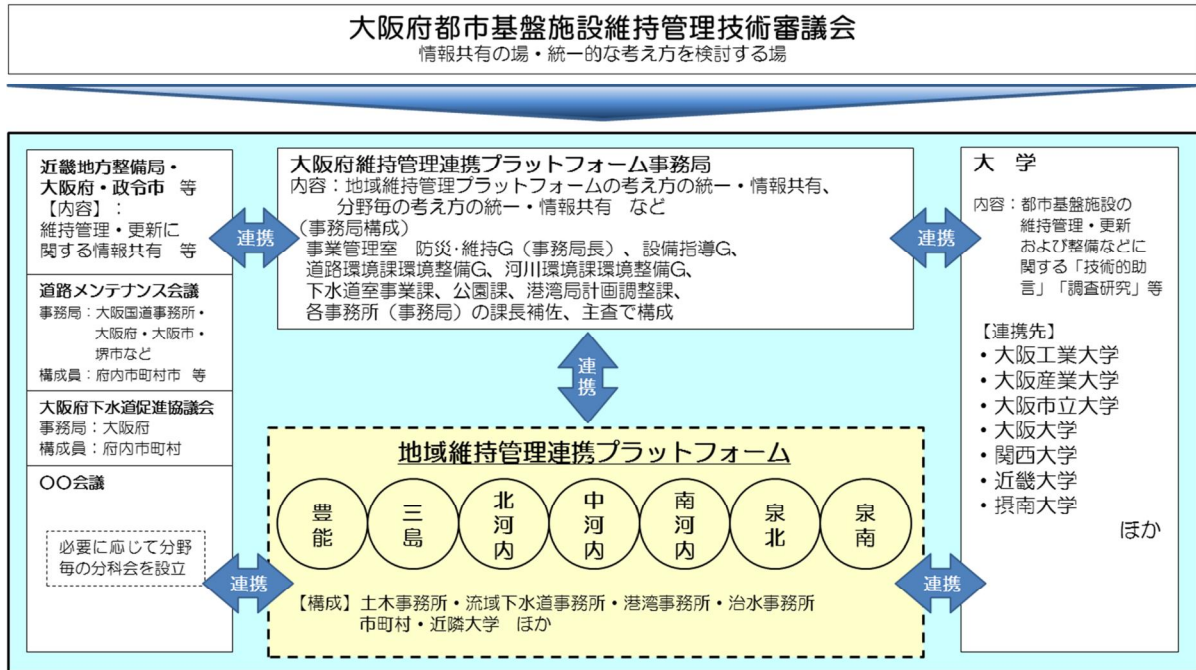 大阪府都市基盤施設維持管理技術審議会
情報共有の場・統一的な考え方を検討する場
近畿地方整備局・
大阪府・政令市 等
【内容】:
維持管理・更新に
関する情報共有 等
道路メンテナンス会議
事務局:大阪国道事務所・
大阪府・大阪市・
堺市など
構成員:府内市町村市 等
大阪府下水道促進協議会
事務局:大阪府
構成員:府内市町村
〇〇会議
必要に応じて分野
毎の分科会を設立
連携
大阪府維持管理連携プラットフォーム事務局
内容:地域維持管理プラットフォームの考え方の統一・情報共有、
分野毎の考え方の統一・情報共有 など
(事務局構成)
事業管理室 防災・維持G(事務局長)、設備指導G、
道路環境課環境整備G、河川環境課環境整備G、
下水道室事業課、公園課、港湾局計画調整課、
各事務所(事務局)の課長補佐、主査で構成
連携
連携
地域維持管理連携プラットフォーム
豊能
三島
北河内
中河内
南河内
泉北
泉南
【構成】土木事務所・流域下水道事務所・港湾事務所・治水事務所
市町村・近隣大学 ほか
連携
連携
大 学
内容:都市基盤施設の
維持管理・更新
および整備などに
関する「技術的助
言」「調査研究」等
【連携先】
・大阪工業大学
・大阪産業大学
・大阪市立大学
・大阪大学
・関西大学
・近畿大学
・摂南大学
ほか